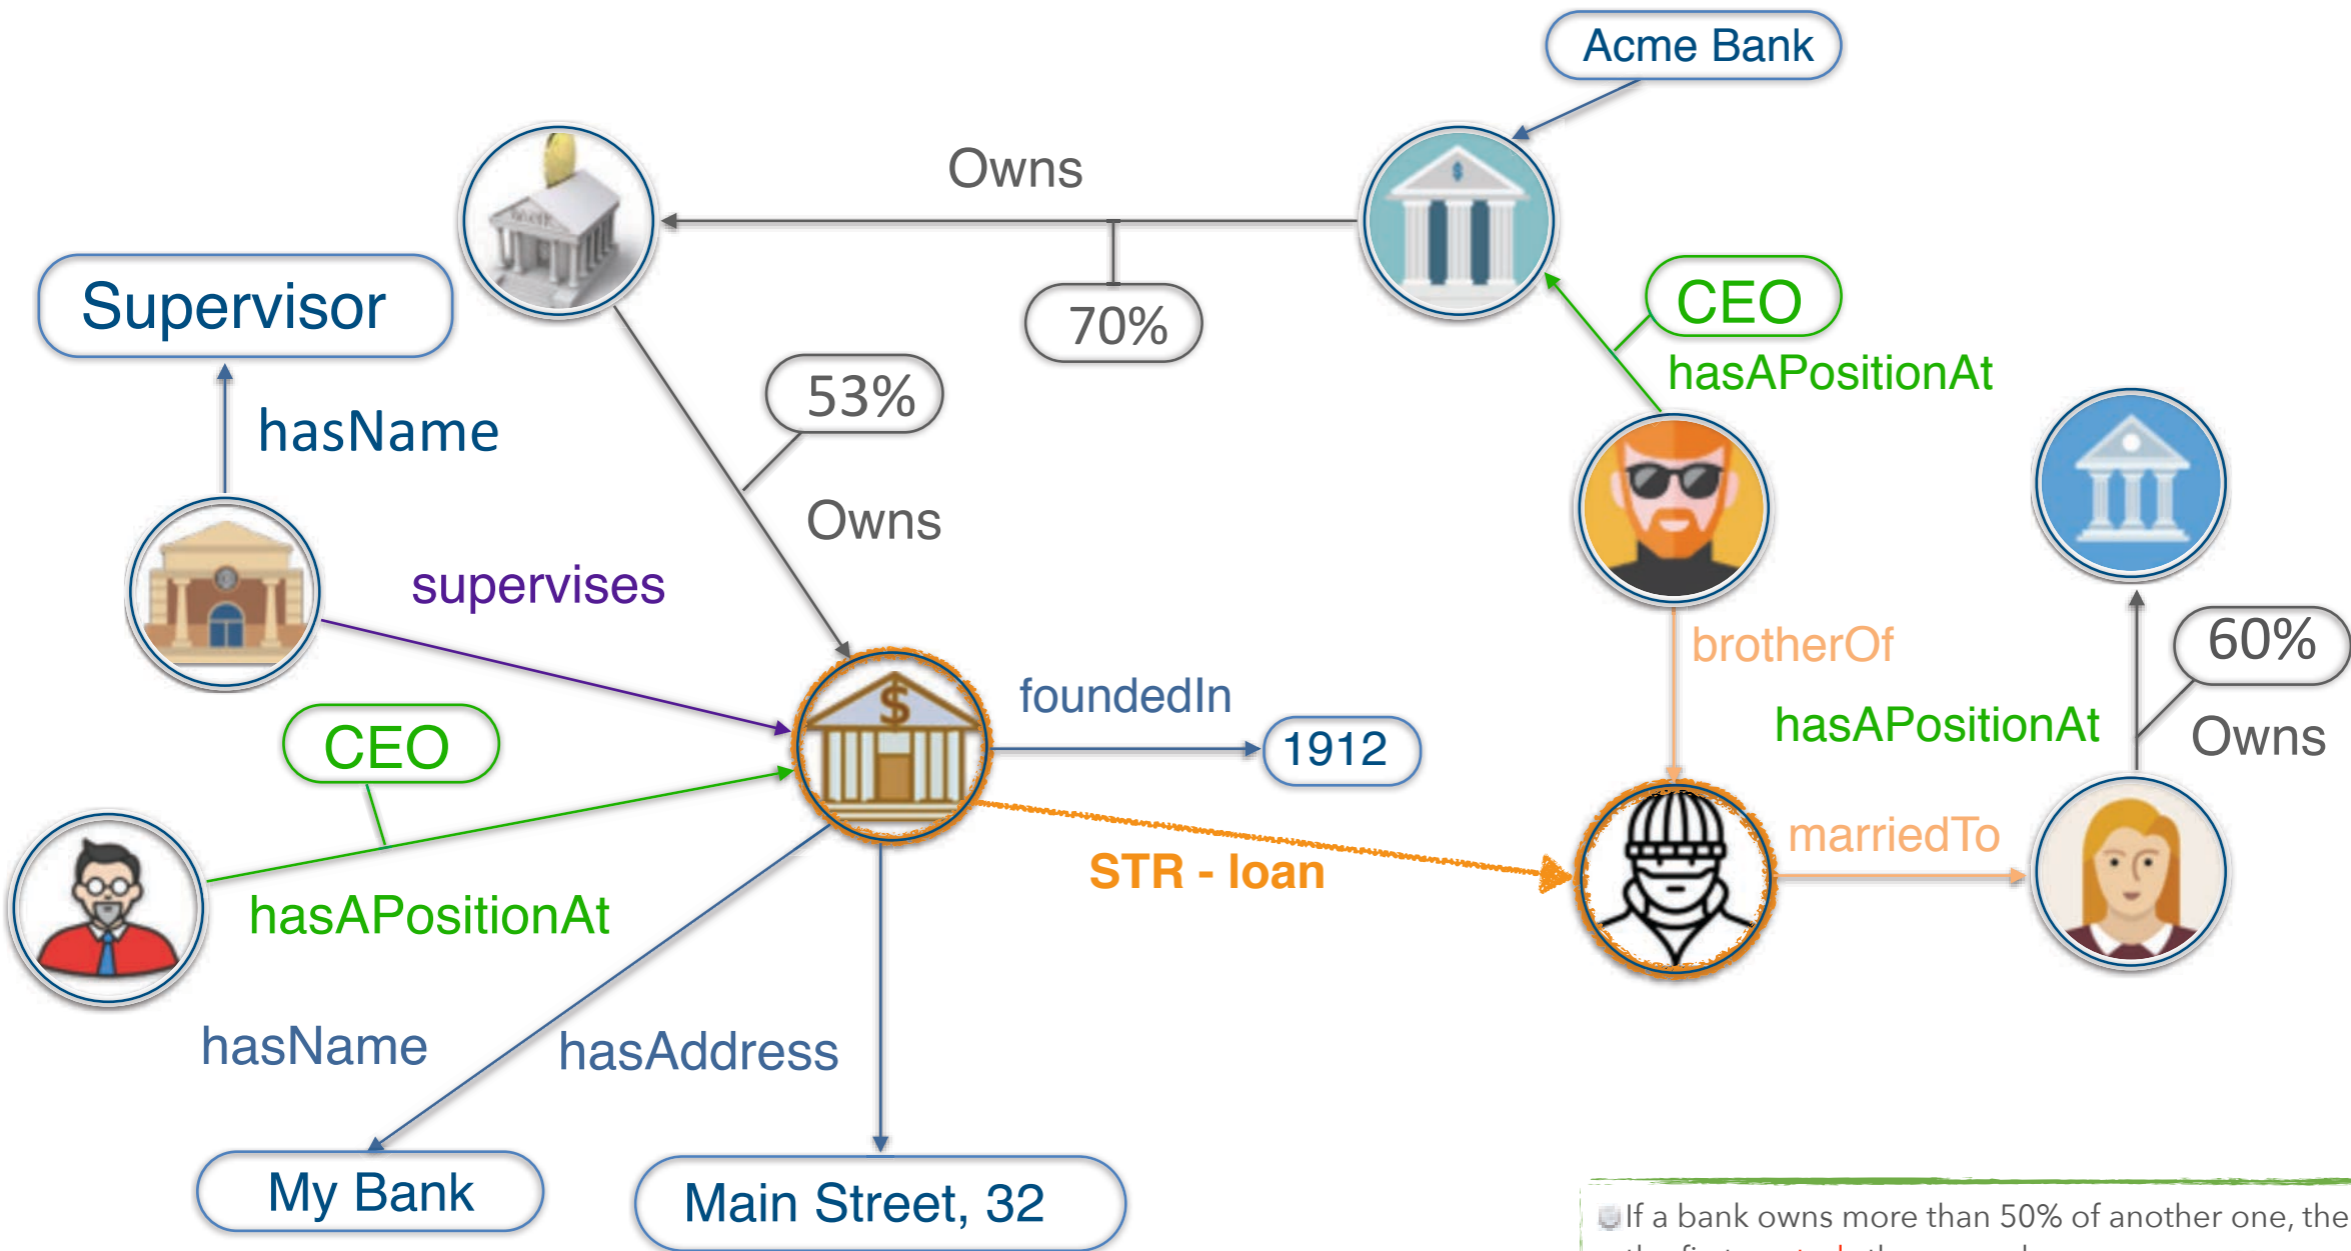 Acme Bank
Owns
Supervisor
CEO
70%
hasAPositionAt
53%
hasName
Owns
supervises
brotherOf
60%
foundedIn
hasAPositionAt
Owns
CEO
1912
marriedTo
STR - loan
hasAPositionAt
hasName
hasAddress
My Bank
Main Street, 32
If a bank owns more than 50% of another one, the